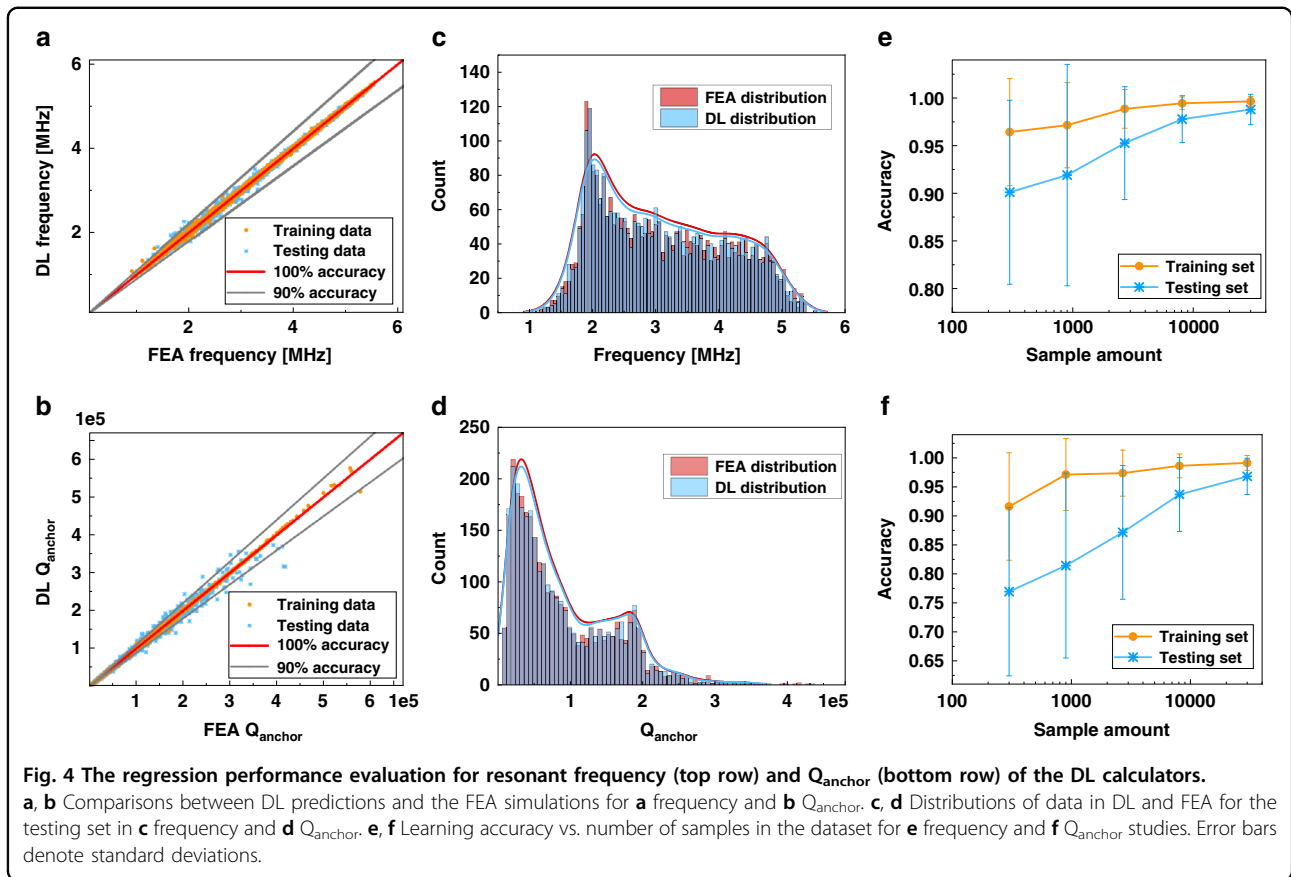 a
6
4
2
2
4
6
DL frequency [MHz]
FEA frequency [MHz]
Training data
Testing data
100% accuracy
90% accuracy
c
140
120
100
80
60
40
20
0
1
2
3
4
5
6
Count
Frequency [MHz]
FEA distribution
DL distribution
e
1.00
0.95
0.90
0.85
0.80
100
1000
10000
Accuracy
Sample amount
Training set
Testing set
b
1e5
6
5
4
3
2
1
1
2
3
4
5
6
1e5
DL Qanchor
FEA Qanchor
Training data
Testing data
100% accuracy
90% accuracy
d
250
200
150
100
50
0
1
2
3
4
1e5
Count
Qanchor
FEA distribution
DL distribution
f
1.00
0.95
0.90
0.85
0.80
0.75
0.70
0.65
100
1000
10000
Accuracy
Sample amount
Training set
Testing set
Fig. 4 The regression performance evaluation for resonant frequency (top row) and Qanchor (bottom row) of the DL calculators.
a, b Comparisons between DL predictions and the FEA simulations for a frequency and b Qanchor. c, d Distributions of data in DL and FEA for the
testing set in c frequency and d Qanchor. e, f Learning accuracy vs. number of samples in the dataset for e frequency and f Qanchor studies. Error bars
denote standard deviations.